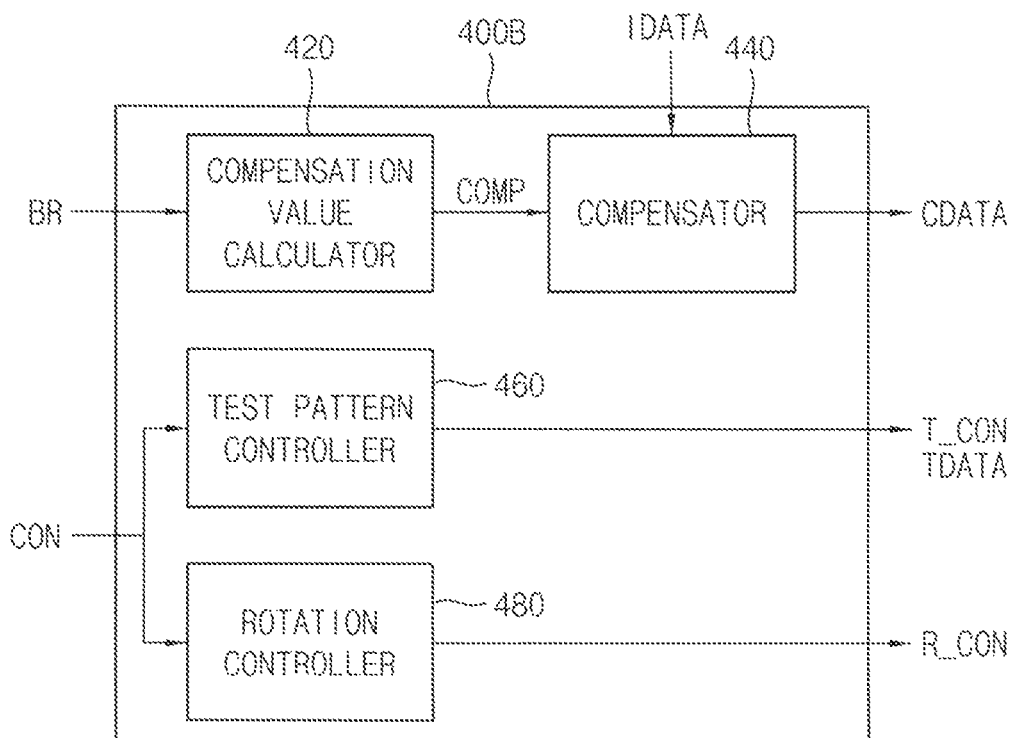 420
400B
IDATA
440
COMPENSATION
VALUE
CALCULATOR
COMP
COMPENSATOR
BR
CDATA
460
TEST PATTERN
CONTROLLER
T_CON
TDATA
CON
480
ROTATION
CONTROLLER
R_CON